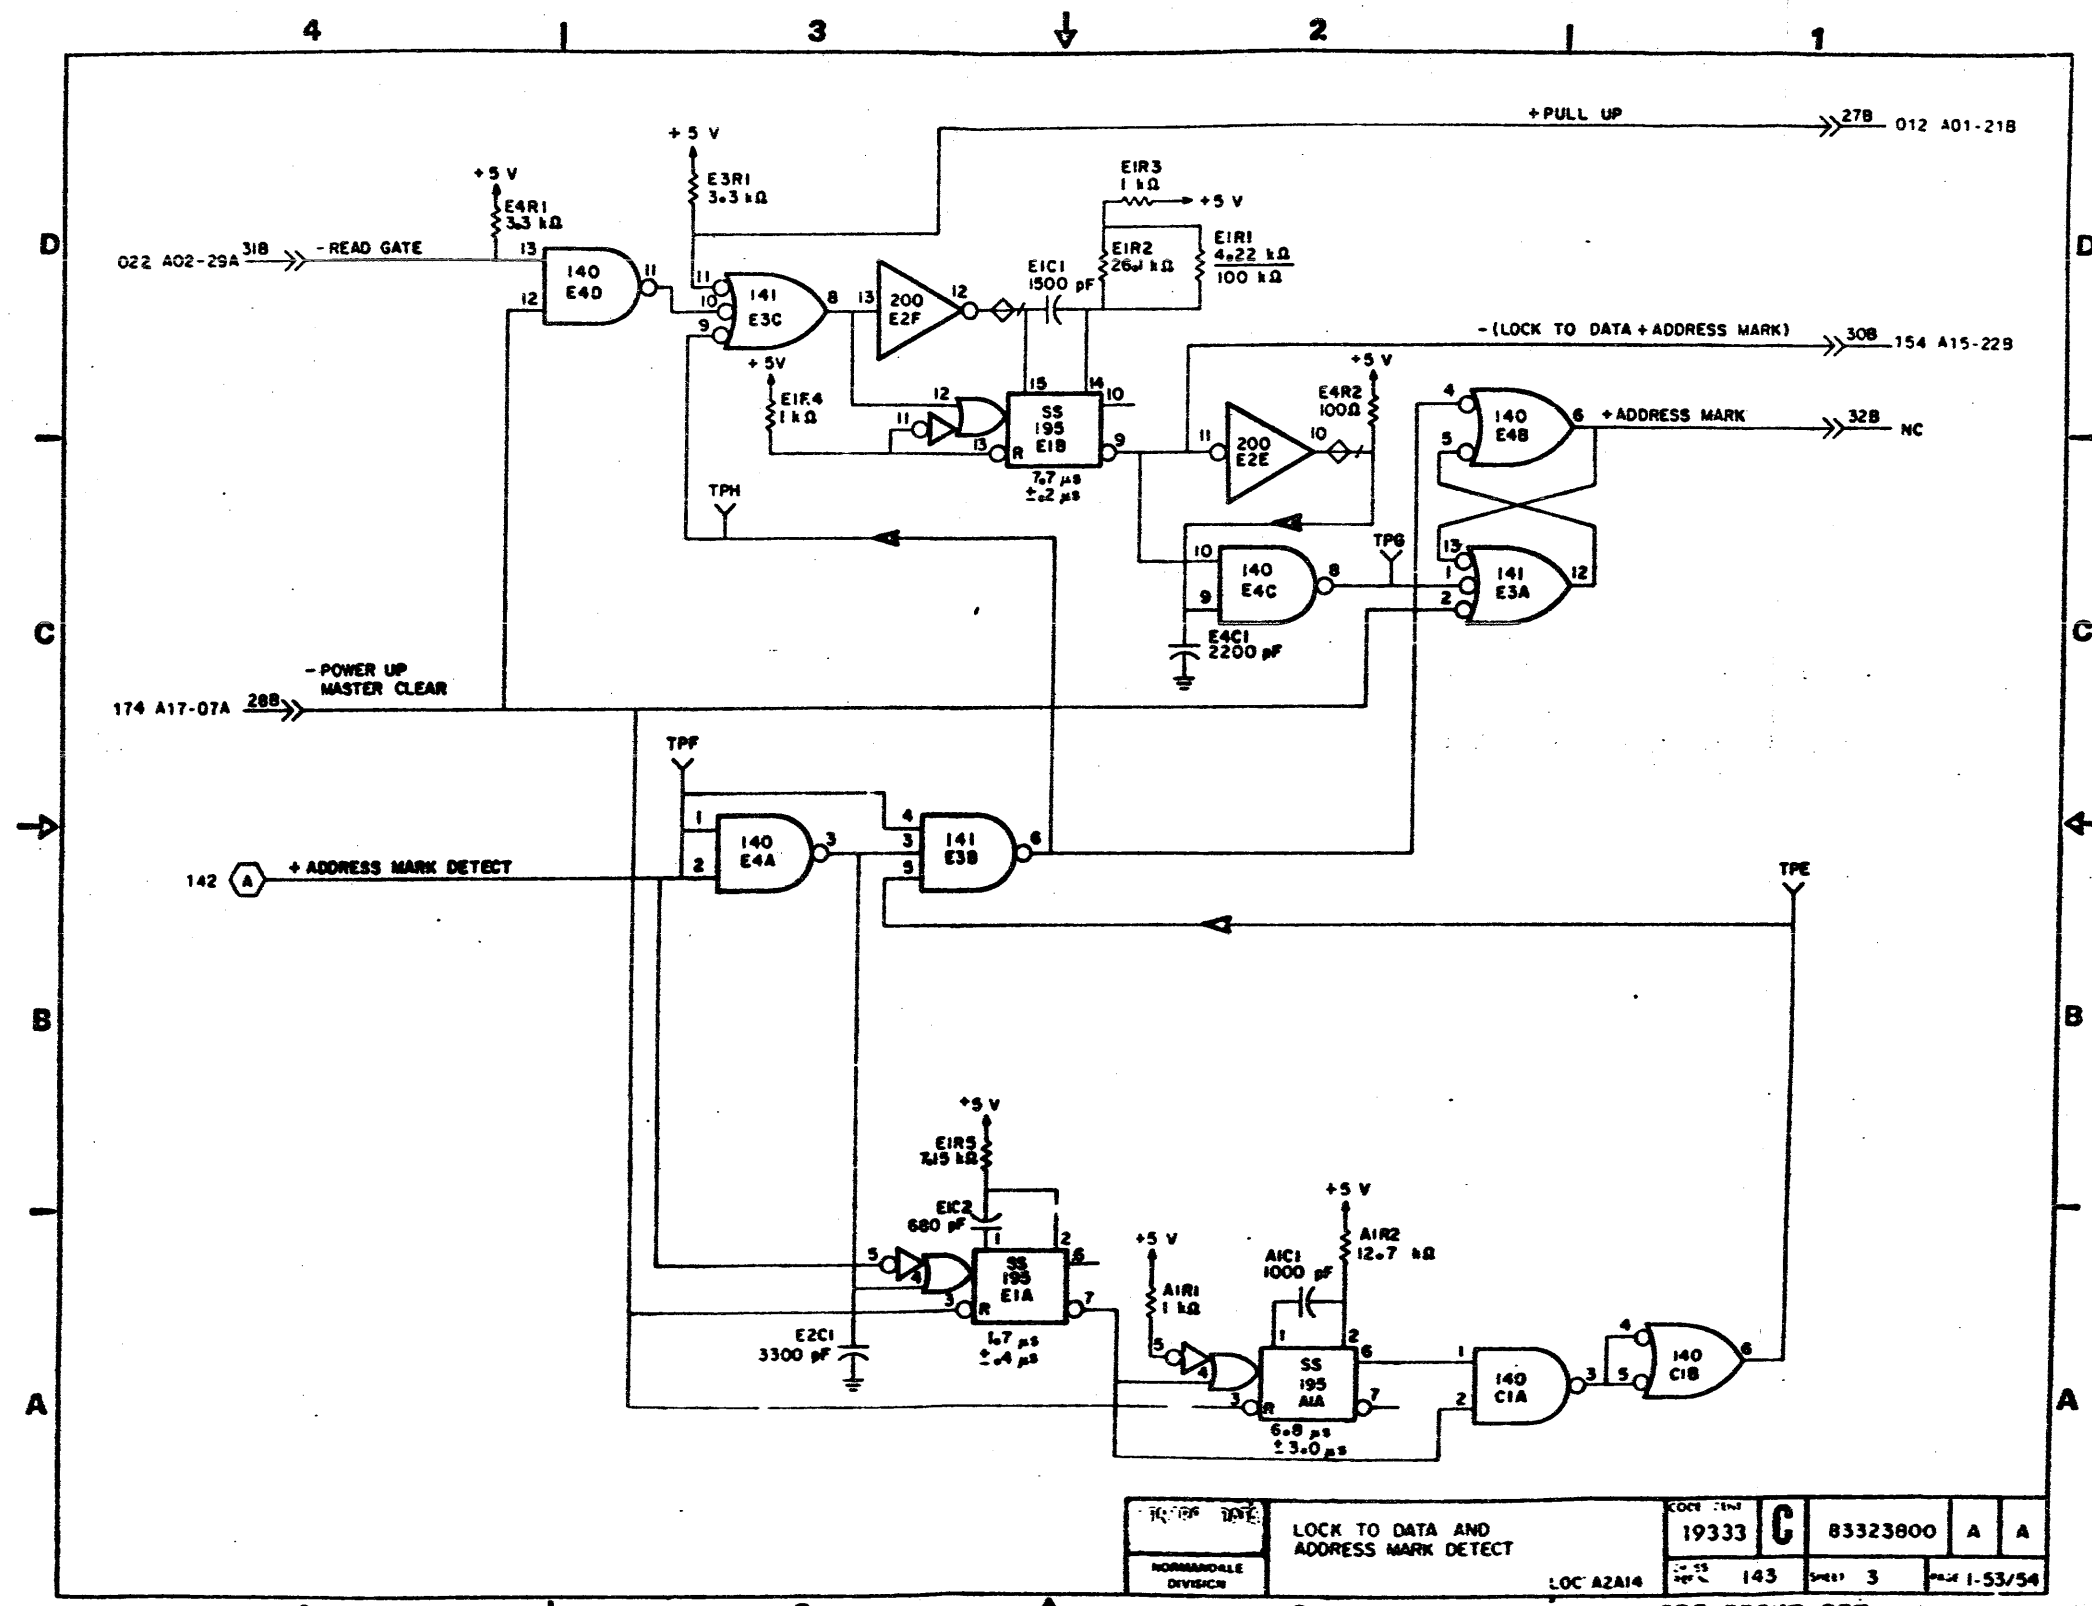 4 3 2 1
+PULL UP 27B 012 A01-21B
+5 V
E3R1
3.3 kΩ
+5 V
E4R1
3.3 kΩ
E1R3
1 kΩ
+5 V
D
D
022 A02-29A 31B -READ GATE
13
12
140
E4D
11
11
10
9
141
E3C
8
13
200
E2F
12
E1C1
1500 pF
E1R2
26.1 kΩ
E1R1
4.22 kΩ
100 kΩ
-(LOCK TO DATA + ADDRESS MARK) 30B 154 A15-22B
+5V
1 kΩ
12
11
13
15
14
10
9
R
SS
195
E1B
7.7 µs
±.2 µs
11
200
E2E
10
+5 V
E4R2
100Ω
4
5
140
E4B
6
+ADDRESS MARK 32B NC
TPH
10
9
140
E4C
8
TPG
13
1
2
141
E3A
12
E4C1
2200 pF
C
C
-POWER UP
MASTER CLEAR
174 A17-07A 28B
TPF
1
2
140
E4A
3
4
3
5
141
E3B
6
142 A +ADDRESS MARK DETECT
TPE
B
B
+5 V
E1R5
7.15 kΩ
E1C2
680 pF
1
2
5
4
3
R
SS
195
E1A
6
7
1.7 µs
±.4 µs
E2C1
3300 pF
+5 V
A1R1
1 kΩ
+5 V
A1R2
12.7 kΩ
A1C1
1000 pF
1
2
5
4
3
R
SS
195
A1A
6
7
6.8 µs
±3.0 µs
1
2
140
C1A
3
4
5
140
C1B
6
A
A
NORMANDALE
DIVISION
LOCK TO DATA AND
ADDRESS MARK DETECT
LOC A2A14
CODE IDENT
19333
C
83323800
A
A
143
SHEET 3
PAGE 1-53/54